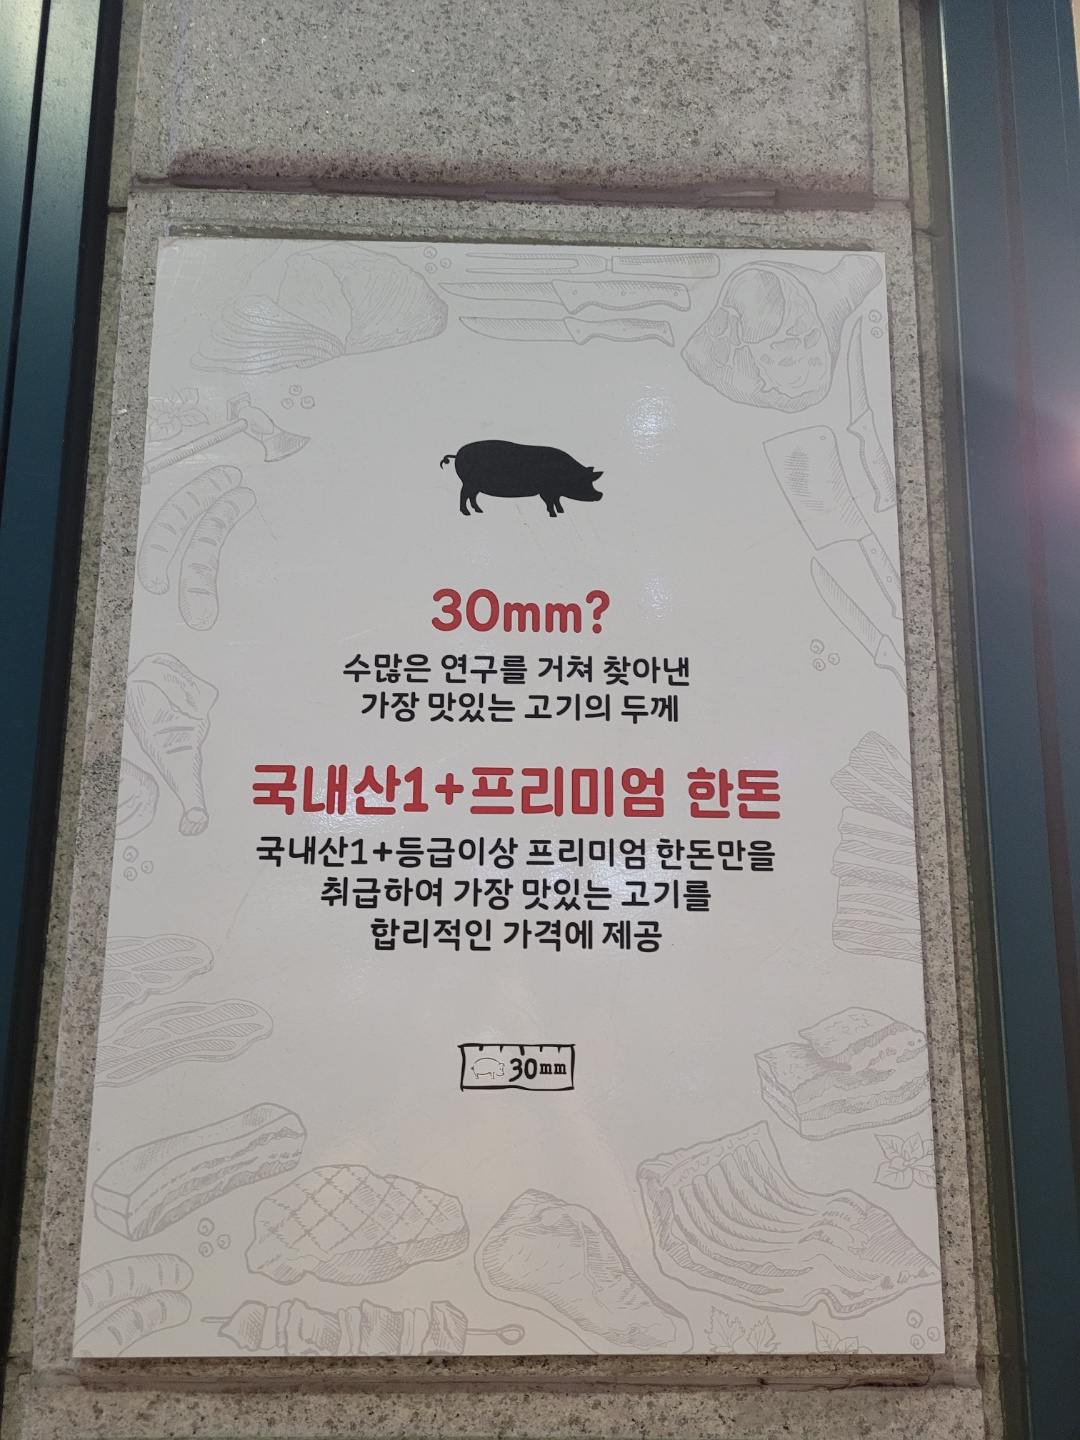 30mm?
수많은 연구를 거쳐 찾아낸
가장 맛있는 고기의 두께
국내산1+프리미엄 한돈
국내산1+등급이상 프리미엄 한돈만을
취급하여 가장 맛있는 고기를
합리적인 가격에 제공
30mm